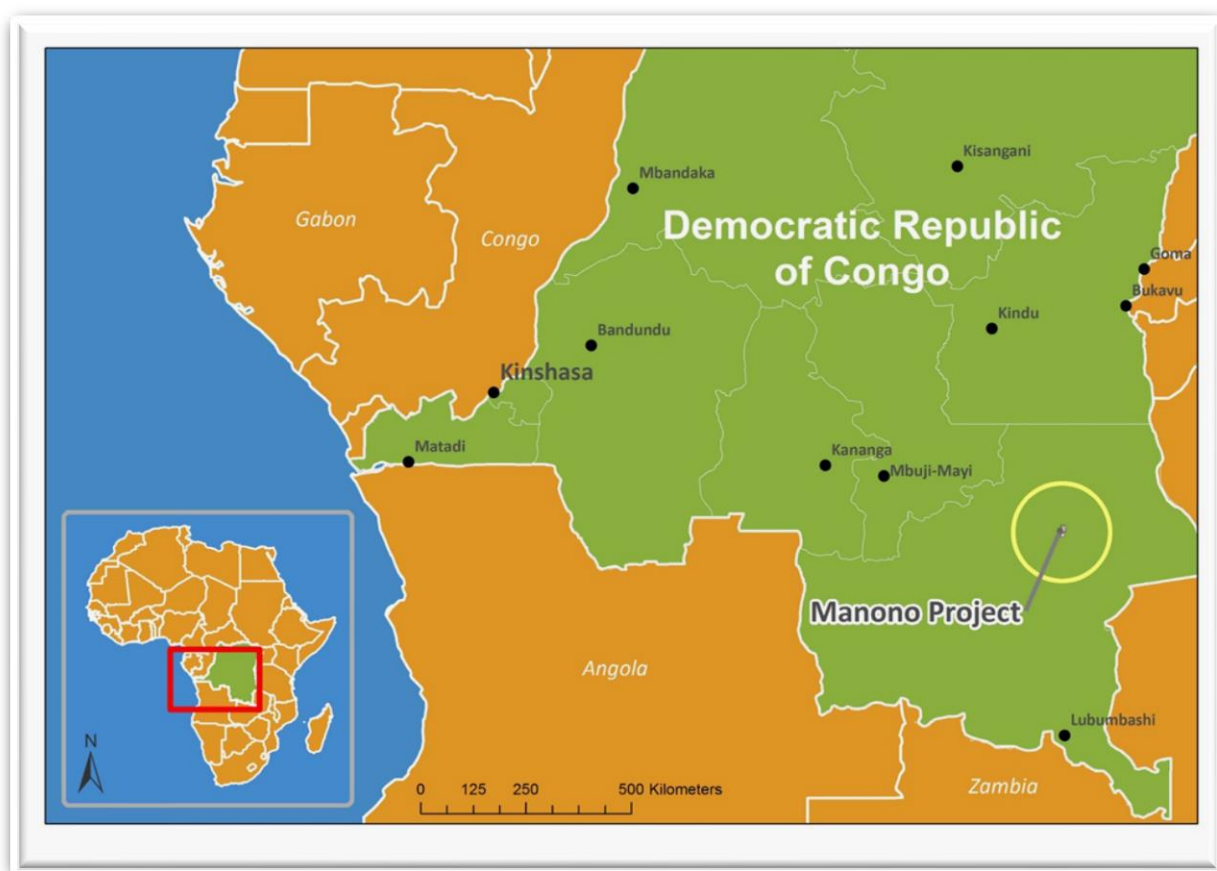 Kisangani
Mbandaka
Gabon
Congo
Democratic Republic
of Congo
Goma
Bukavu
Kindu
Bandundu
Kinshasa
Matadi
Kananga
Mbuji-Mayi
Manono Project
Angola
Lubumbashi
Zambia
N
0 125 250 500 Kilometers